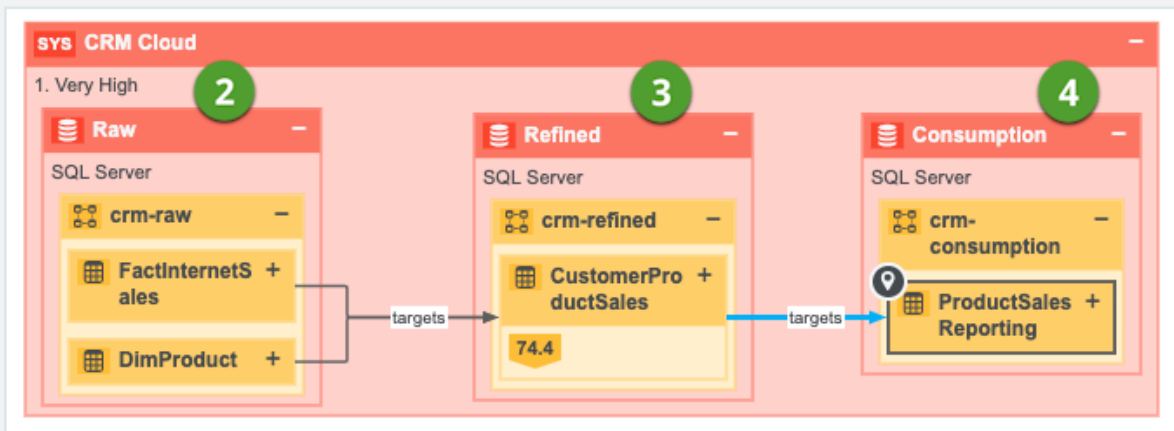 SYS CRM Cloud
1. Very High
2
Raw
SQL Server
crm-raw
FactInternetS
ales
DimProduct
targets
3
Refined
SQL Server
crm-refined
CustomerPro
ductSales
74.4
targets
4
Consumption
SQL Server
crm-
consumption
ProductSales
Reporting